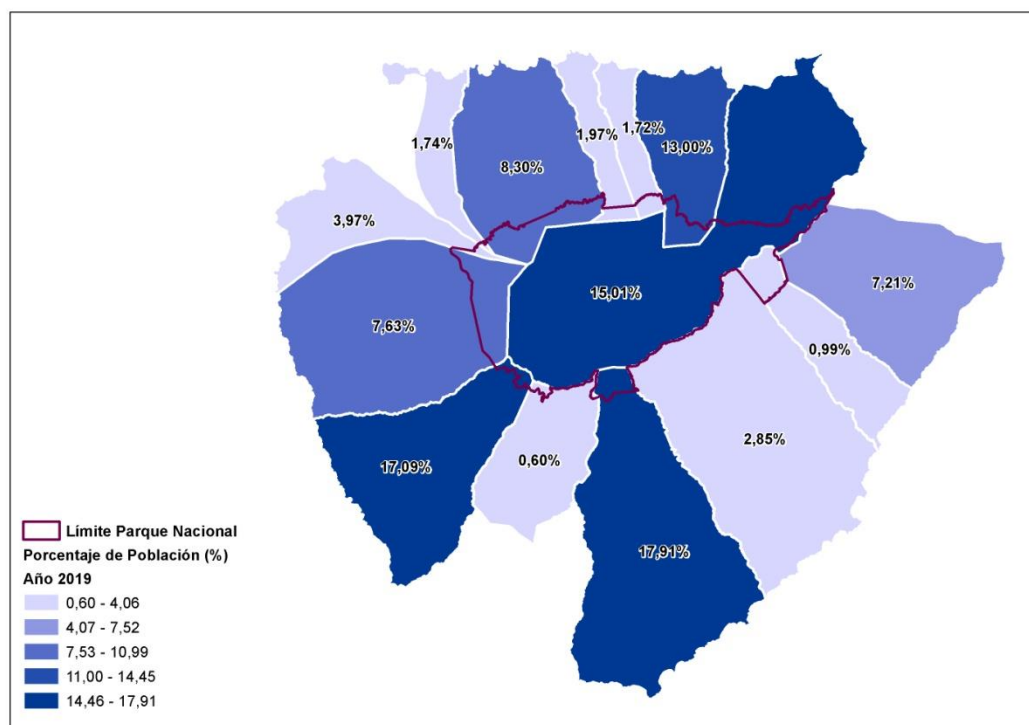 1,74%
8,30%
1,97%
1,72%
13,00%
3,97%
15,01%
7,21%
7,63%
0,99%
2,85%
17,09%
0,60%
17,91%
Límite Parque Nacional
Porcentaje de Población (%)
Año 2019
0,60 - 4,06
4,07 - 7,52
7,53 - 10,99
11,00 - 14,45
14,46 - 17,91